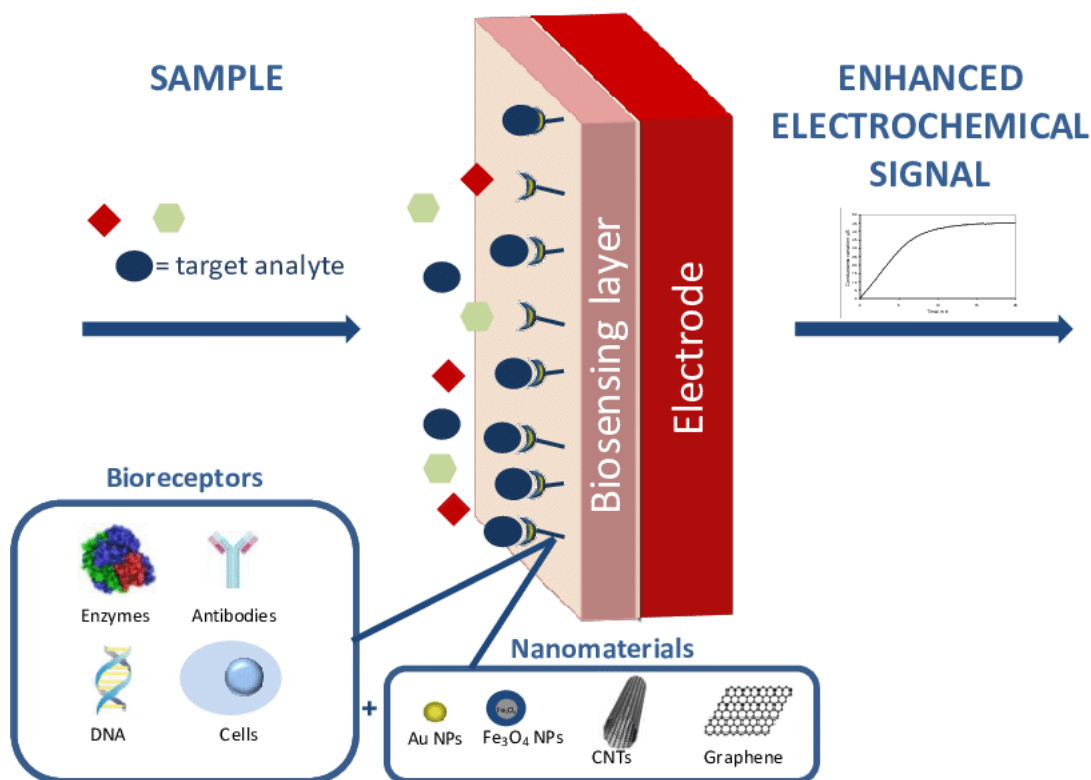 SAMPLE
= target analyte
Biosensing layer
Electrode
ENHANCED
ELECTROCHEMICAL
SIGNAL
Bioreceptors
Enzymes
Antibodies
DNA
Cells
+
Nanomaterials
Fe₃O₄
Au NPs
Fe₃O₄ NPs
CNTs
Graphene